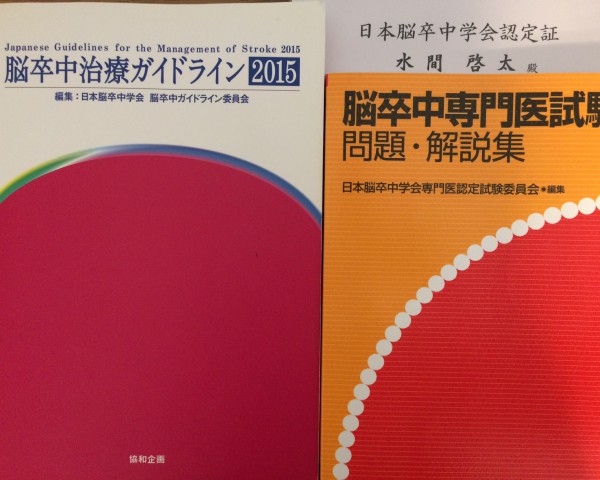 Japanese Guidelines for the Management of Stroke 2015
脳卒中治療ガイドライン2015
編集：日本脳卒中学会 脳卒中ガイドライン委員会
協和企画
日本脳卒中学会認定証
水間 啓太 殿
脳卒中専門医試験
問題・解説集
日本脳卒中学会専門医認定試験委員会●編集